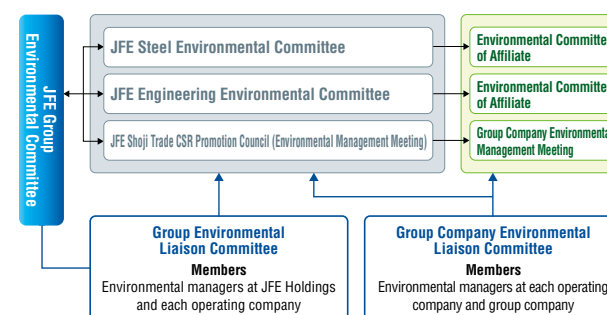 JFE Group
Environmental Committee
JFE Steel Environmental Committee
JFE Engineering Environmental Committee
JFE Shoji Trade CSR Promotion Council (Environmental Management Meeting)
Environmental Committe
of Affiliate
Environmental Committe
of Affiliate
Group Company Environmenta
Management Meeting
Group Environmental
Liaison Committee
Members
Environmental managers at JFE Holdings
and each operating company
Group Company Environmental
Liaison Committee
Members
Environmental managers at each operating
company and group company